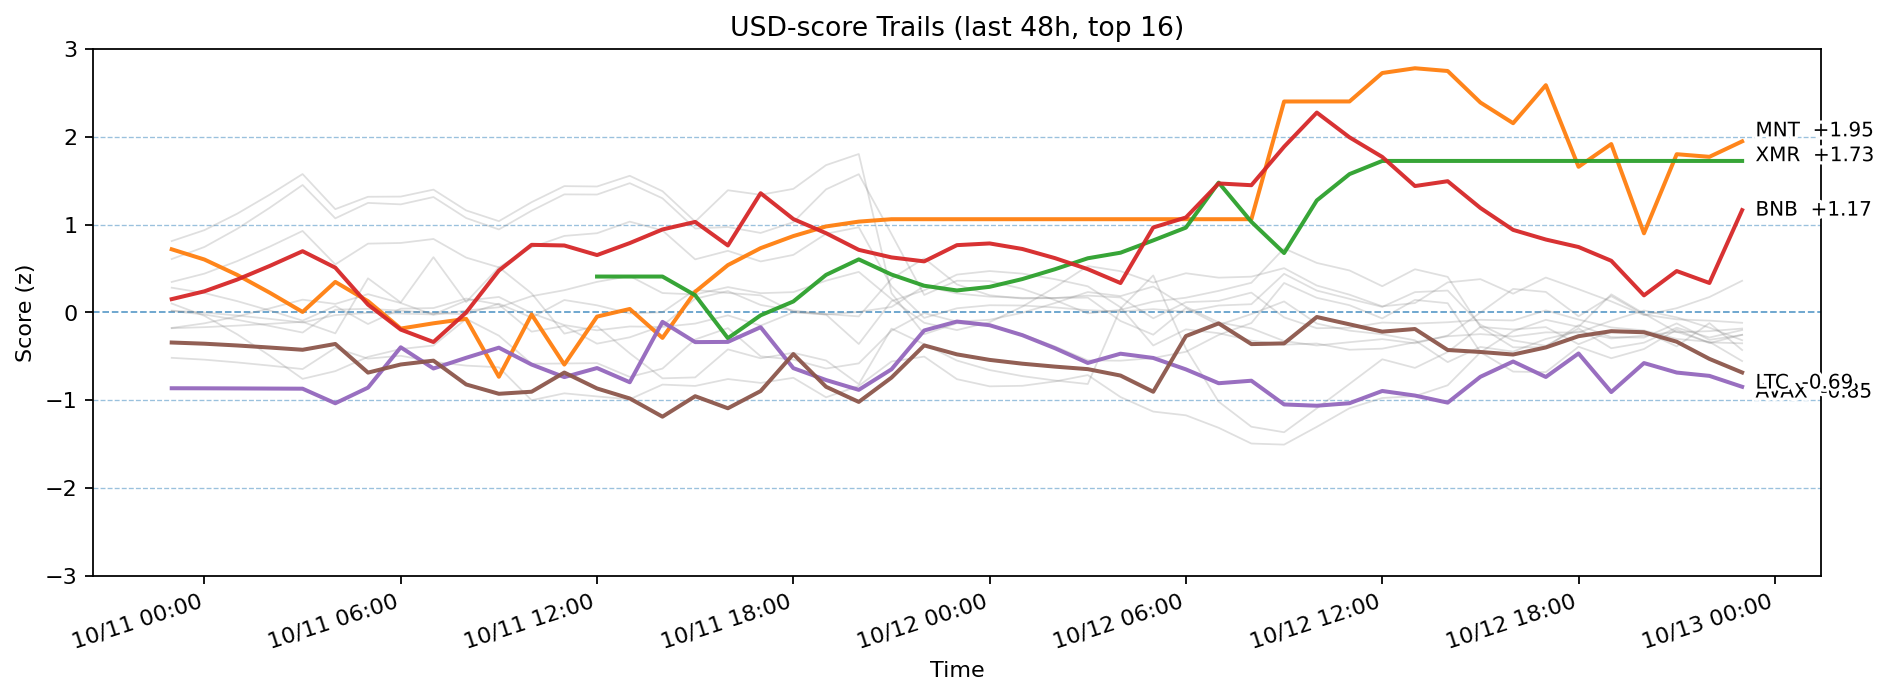 USD-score Trails (last 48h, top 16)
Score (z)
3
2
1
0
−1
−2
−3
MNT +1.95
XMR +1.73
BNB +1.17
LTC -0.69
AVAX -0.85
10/11 00:00
10/11 06:00
10/11 12:00
10/11 18:00
10/12 00:00
10/12 06:00
10/12 12:00
10/12 18:00
10/13 00:00
Time